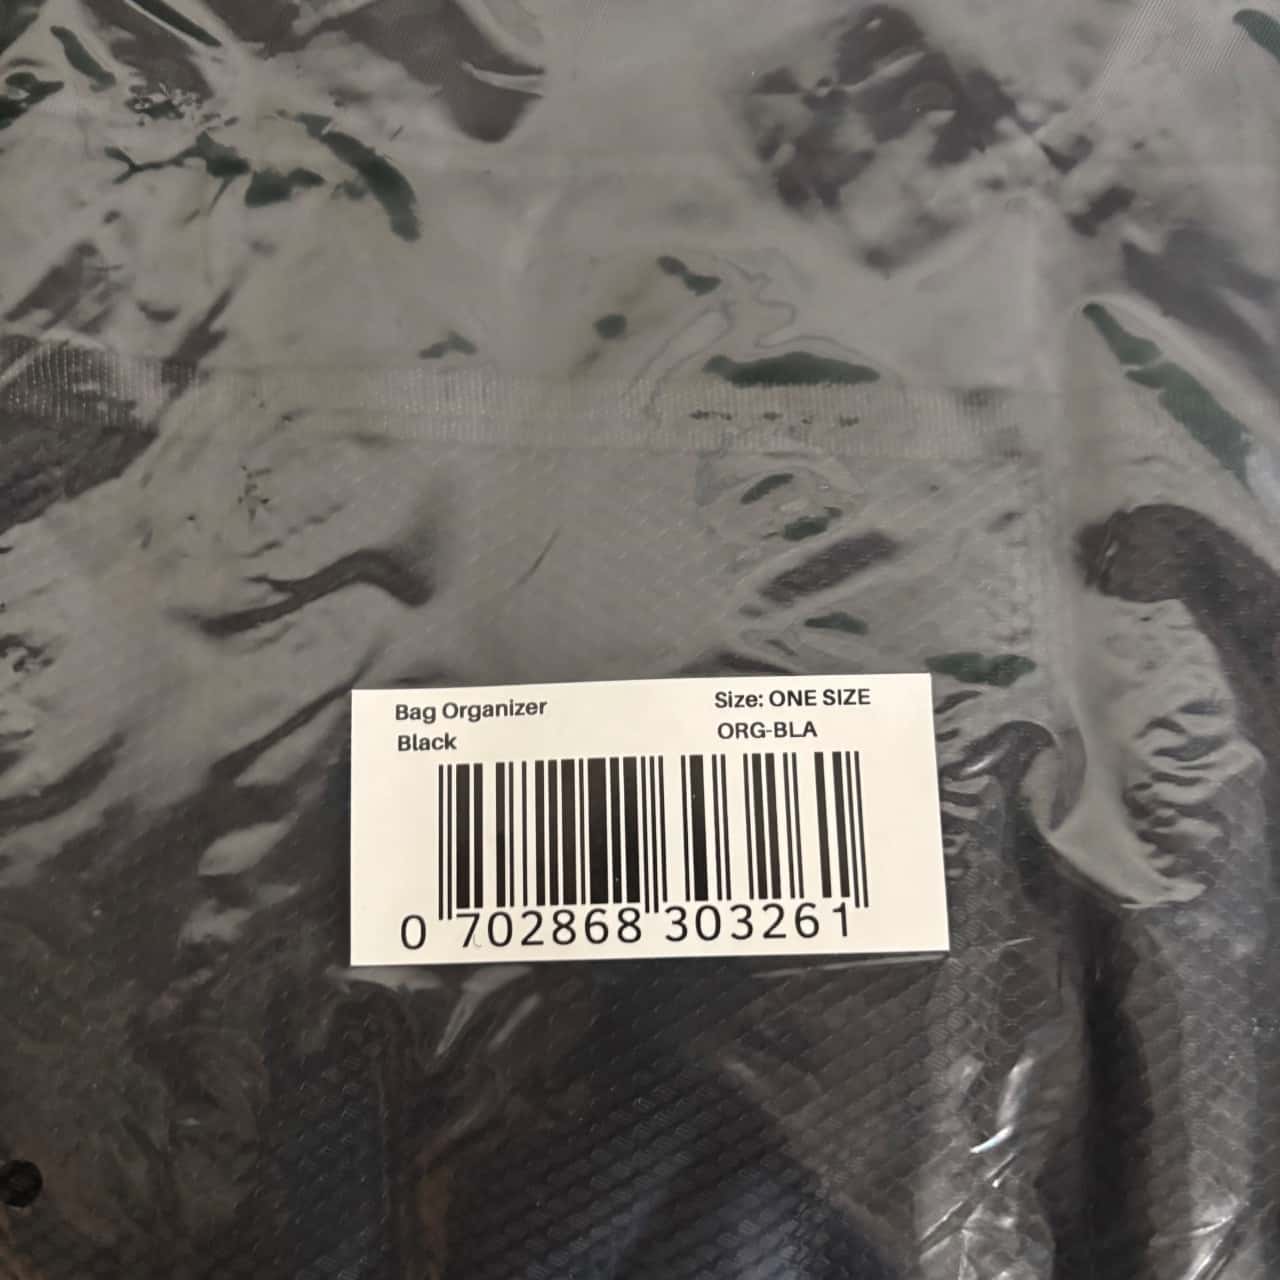 Bag Organizer
Size: ONE SIZE
Black
ORG-BLA
0 702868 303261